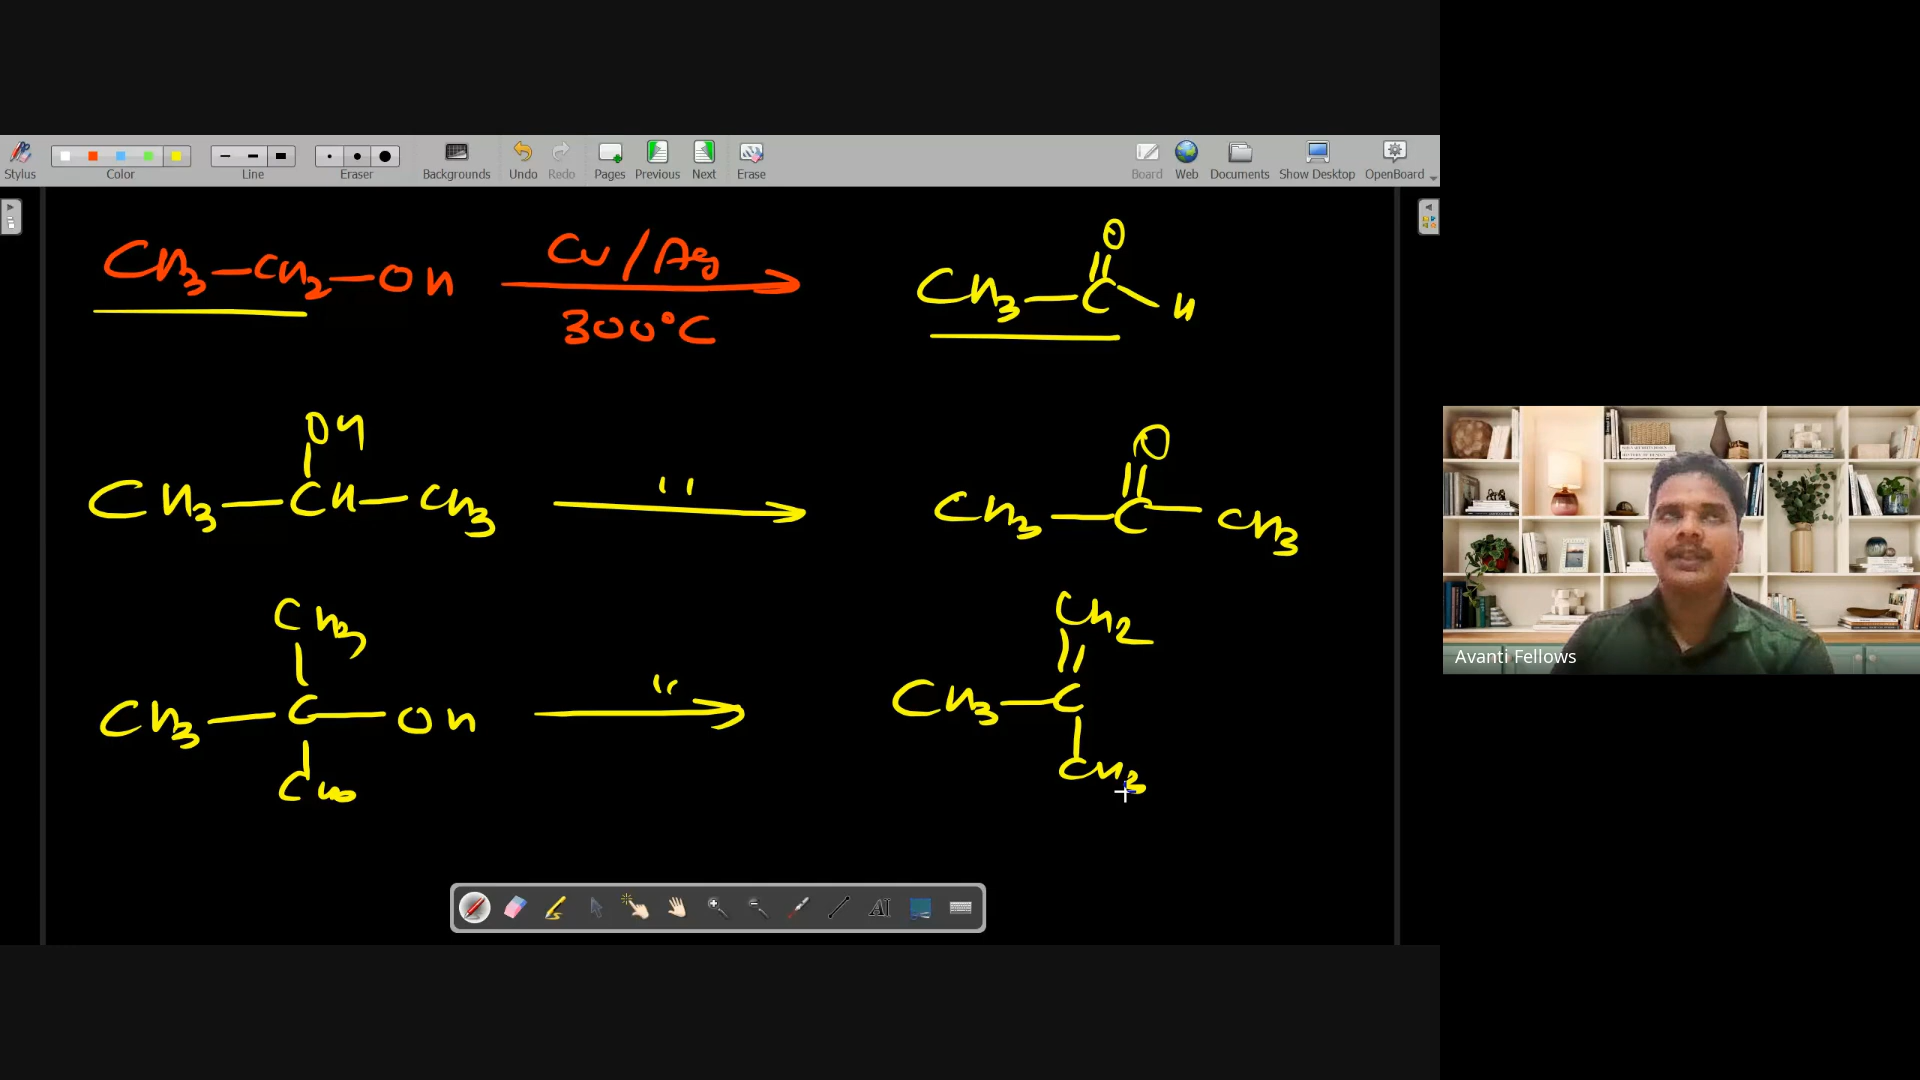 Stylus Color Line Eraser Backgrounds Undo Redo Pages Previous Next Erase Board Web Documents Show Desktop OpenBoard
CH3—CH2—OH Cu/Ag 300°C CH3—C
O
H
OH
CH3—CH—CH3 " CH3—C—CH3
O
CH3 CH2
CH3—C—OH " CH3—C
CH3 CH3
Avanti Fellows
AI